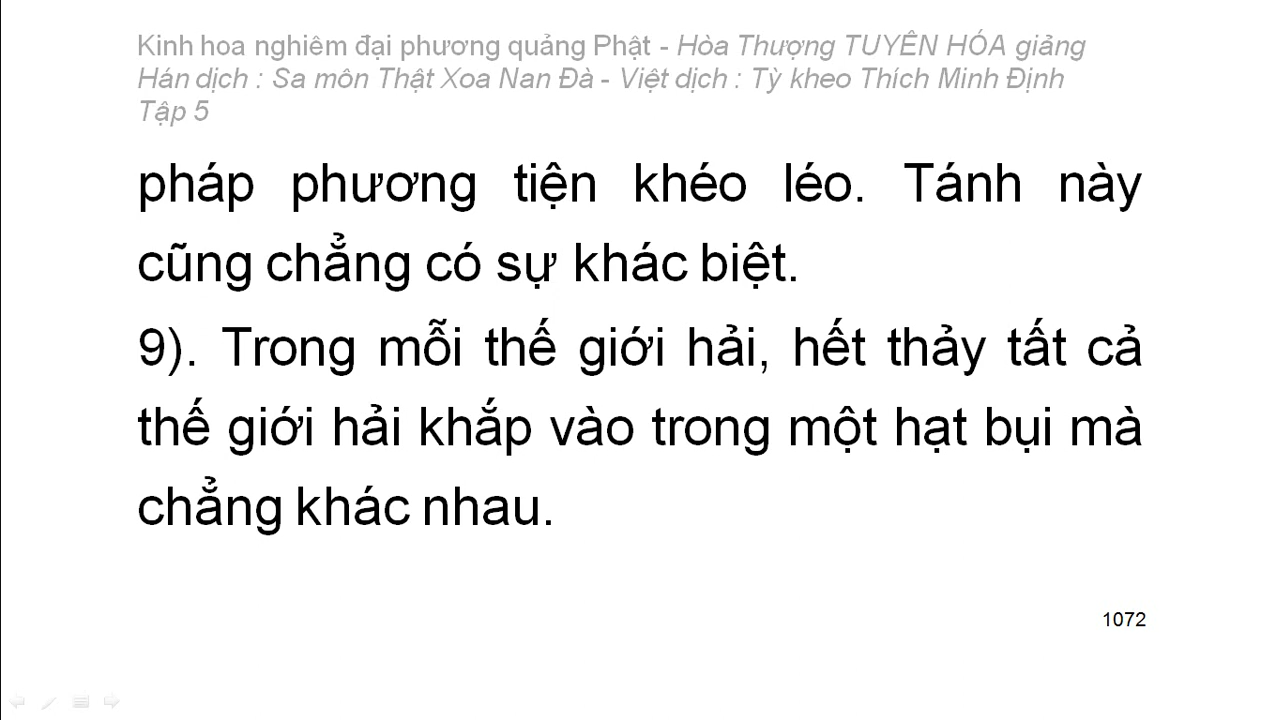 Kinh hoa nghiêm đại phương quảng Phật - Hòa Thượng TUYÊN HÓA giảng
Hán dịch : Sa môn Thật Xoa Nan Đà - Việt dịch : Tỳ kheo Thích Minh Định
Tập 5
pháp phương tiện khéo léo. Tánh này
cũng chẳng có sự khác biệt.
9). Trong mỗi thế giới hải, hết thảy tất cả
thế giới hải khắp vào trong một hạt bụi mà
chẳng khác nhau.
1072